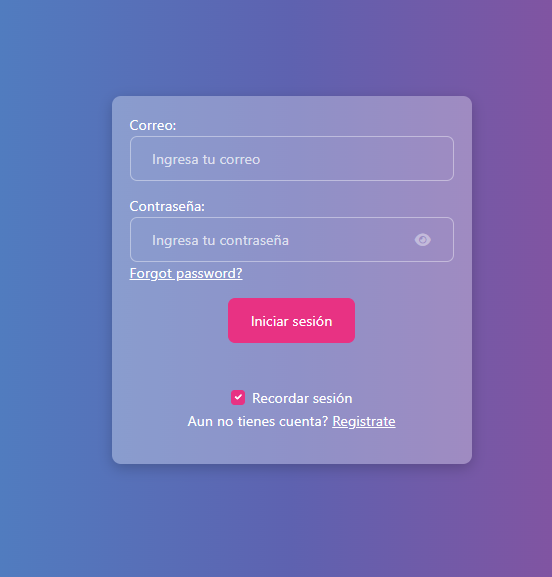 Correo:
Ingresa tu correo
Contraseña:
Ingresa tu contraseña
Forgot password?
Iniciar sesión
Recordar sesión
Aun no tienes cuenta? Registrate